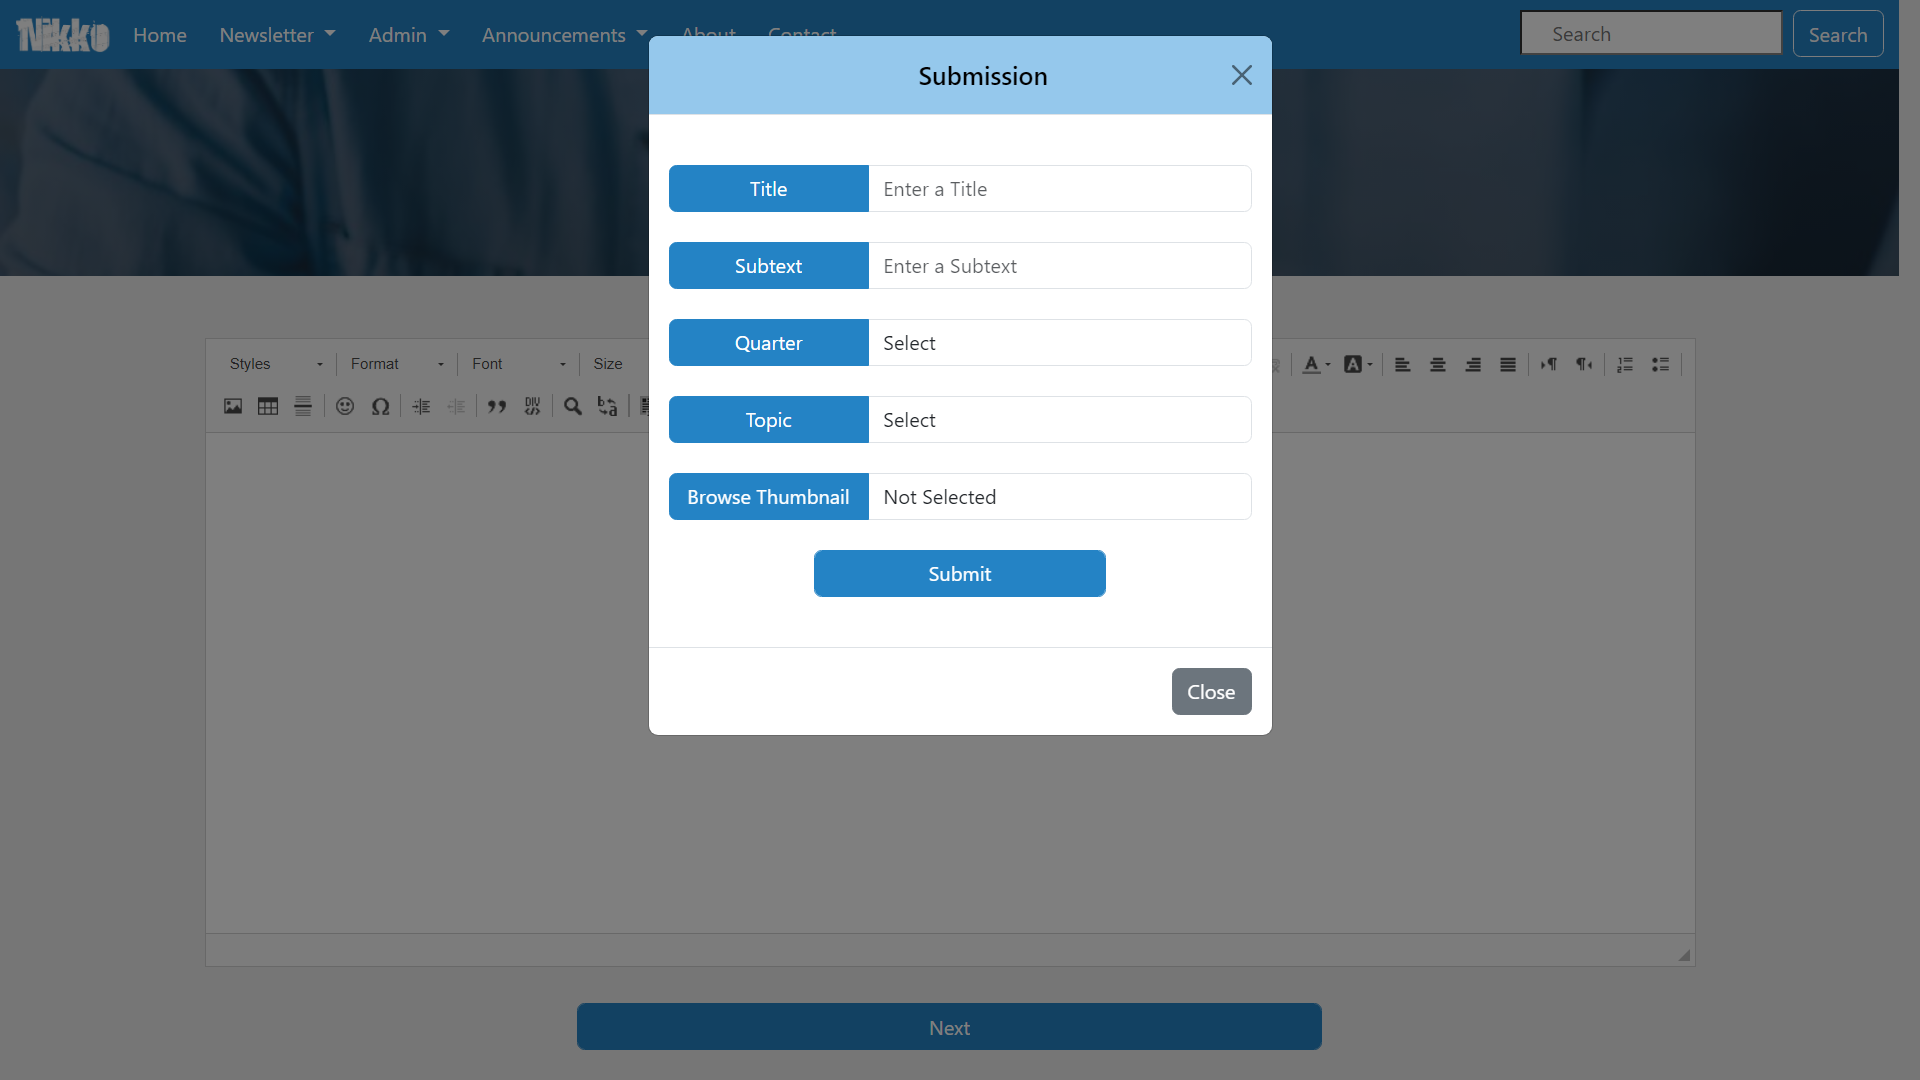 Nikko Home Newsletter Admin Announcements About Contact Search Search
Submission
Title Enter a Title
Subtext Enter a Subtext
Quarter Select
Topic Select
Browse Thumbnail Not Selected
Submit
Close
Styles Format Font Size
Next